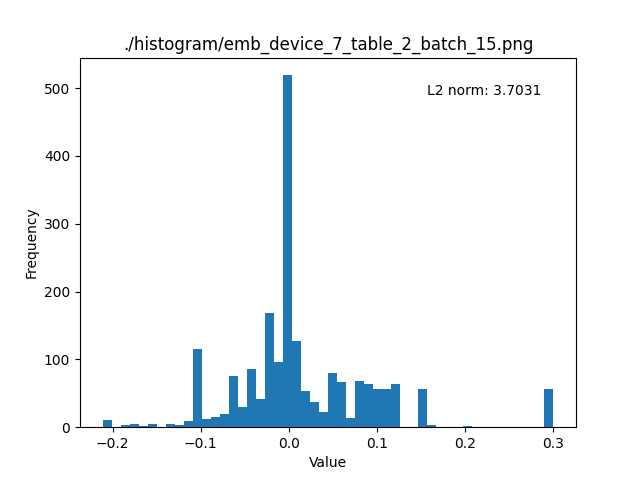 ./histogram/emb_device_7_table_2_batch_15.png
L2 norm: 3.7031
500
400
300
200
100
0
Frequency
−0.2 −0.1 0.0 0.1 0.2 0.3
Value